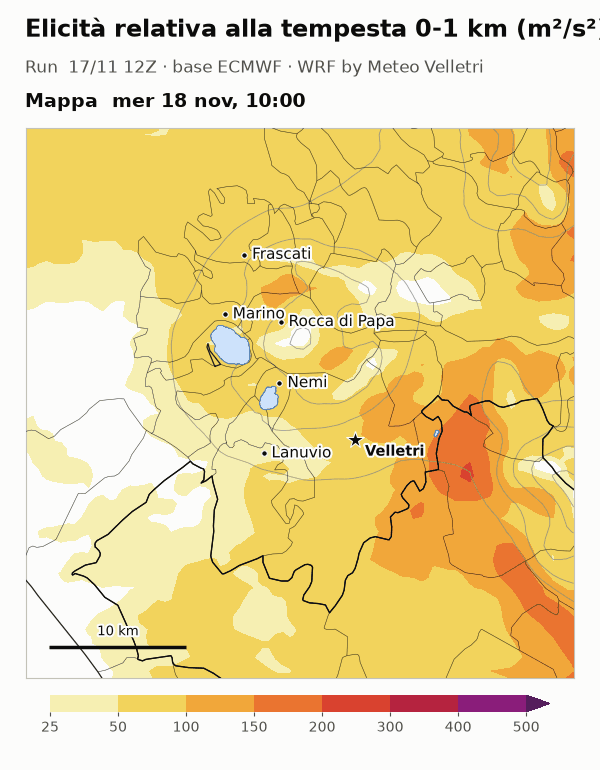 Elicità relativa alla tempesta 0-1 km (m²/s²)
Run 17/11 12Z · base ECMWF · WRF by Meteo Velletri
Mappa mer 18 nov, 10:00
Frascati
Marino
Rocca di Papa
Nemi
Velletri
Lanuvio
10 km
25 50 100 150 200 300 400 500